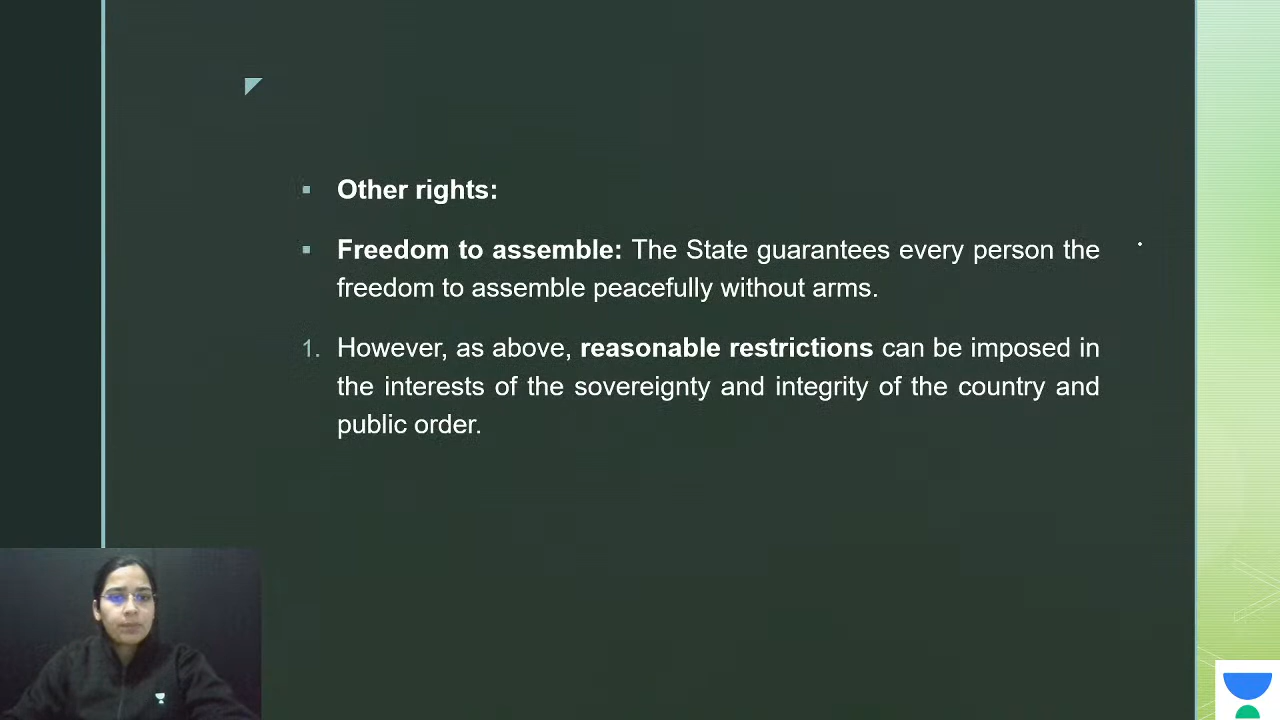 Other rights:
Freedom to assemble: The State guarantees every person the
freedom to assemble peacefully without arms.
1. However, as above, reasonable restrictions can be imposed in
the interests of the sovereignty and integrity of the country and
public order.